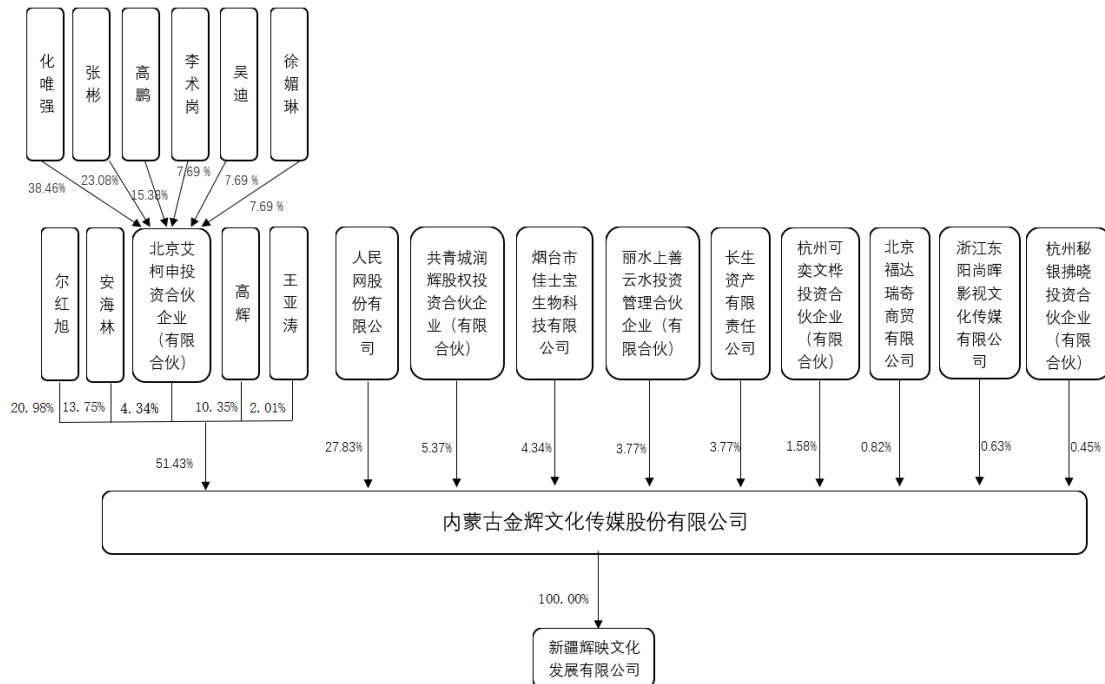 化唯强
张彬
高鹏
李术岗
吴迪
徐媚琳
38.46%
23.08%
15.38%
7.69 %
7.69 %
7.69 %
尔红旭
安海林
北京艾
柯申投
资合伙
企业
（有限
合伙）
高辉
王亚涛
人民
网股份
有限公
司
共青城润
辉股权投
资合伙企
业（有限
合伙）
烟台市
佳士宝
生物科
技有限
公司
丽水上善
云水投资
管理合伙
企业（有
限合伙）
长生
资产
有限
责任
公司
杭州可
奕文桦
投资合
伙企业
（有限
合伙）
北京
福达
瑞奇
商贸
有限
公司
浙江东
阳尚晖
影视文
化传媒
有限公
司
杭州秘
银拂晓
投资合
伙企业
（有限
合伙）
20.98%
13.75%
4.34%
10.35%
2.01%
51.43%
27.83%
5.37%
4.34%
3.77%
3.77%
1.58%
0.82%
0.63%
0.45%
内蒙古金辉文化传媒股份有限公司
100.00%
新疆辉映文化
发展有限公司